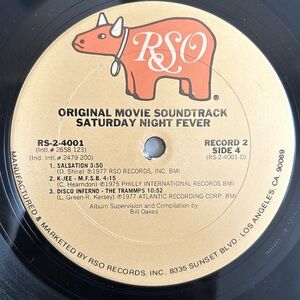 RSO
®
ORIGINAL MOVIE SOUNDTRACK
SATURDAY NIGHT FEVER
RS-2-4001
(Intl.# 2658 123)
(Ind. Intl.# 2479 200)
RECORD 2
SIDE 4
(RS-2-4001-D)
1. SALSATION 3:50
(D. Shire) ℗1977 RSO RECORDS, INC. BMI
2. K-JEE - M.F.S.B. 4:15
(C. Hearndon) ℗1975 PHILLY INTERNATIONAL RECORDS BMI
3. DISCO INFERNO - THE TRAMMPS 10:52
(L. Green-R. Kersey) ℗1977 ATLANTIC RECORDING CORP. BMI
Album Supervision and Compilation by
Bill Oakes
MANUFACTURED & MARKETED BY RSO RECORDS, INC. 8335 SUNSET BLVD. LOS ANGELES, CA. 90069